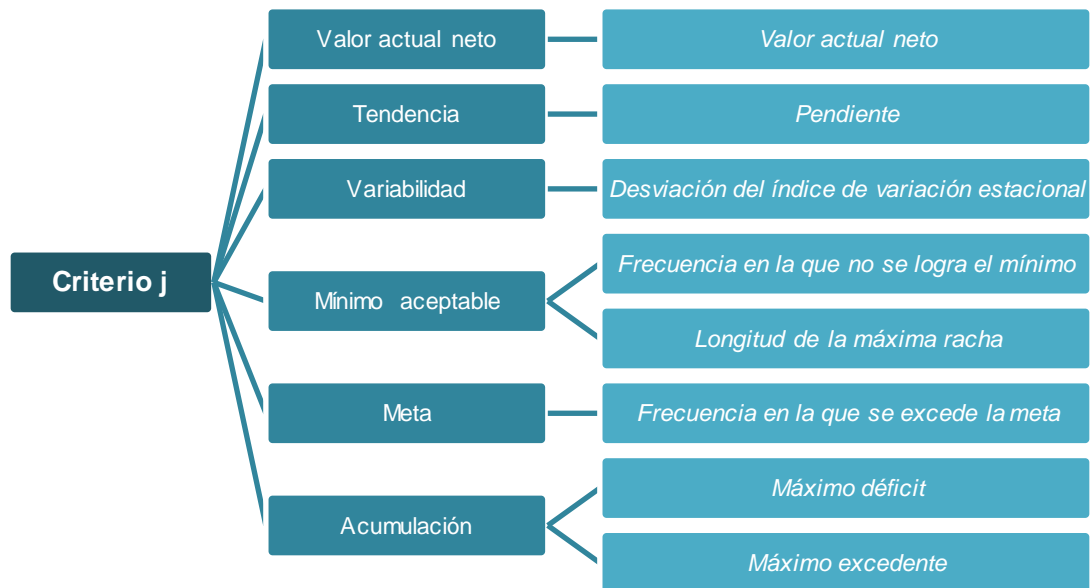 Criterio j
Valor actual neto
Valor actual neto
Tendencia
Pendiente
Variabilidad
Desviación del índice de variación estacional
Mínimo aceptable
Frecuencia en la que no se logra el mínimo
Longitud de la máxima racha
Meta
Frecuencia en la que se excede la meta
Acumulación
Máximo déficit
Máximo excedente